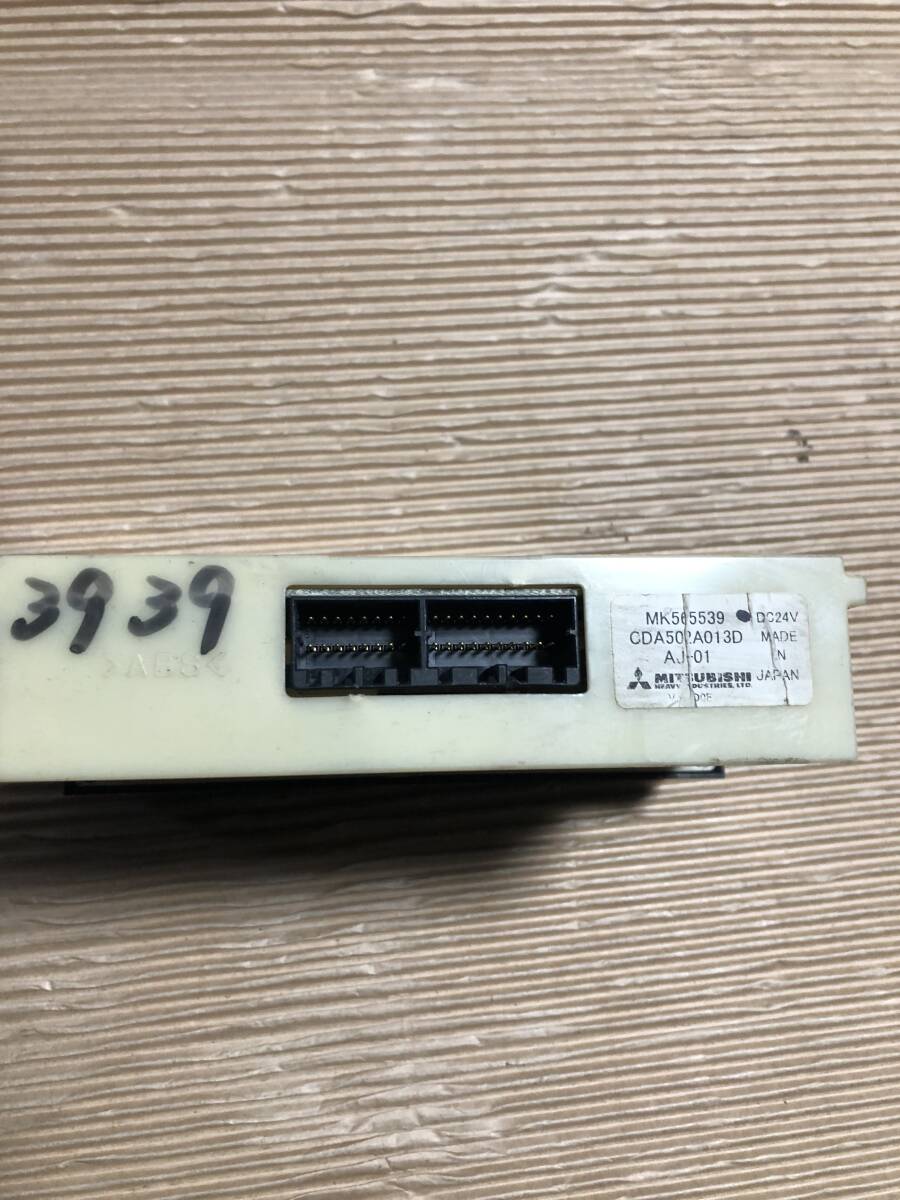 3939
>ABS<
MK565539 DC24V
CDA502A013D MADE
AJ-01 IN
MITSUBISHI JAPAN
HEAVY INDUSTRIES, LTD.